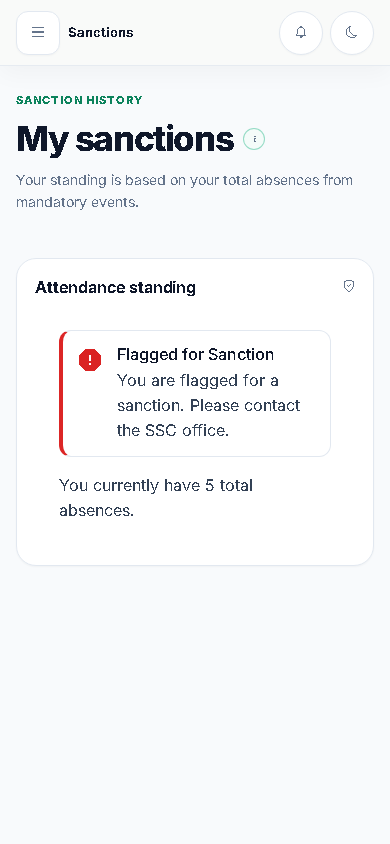 Sanctions
SANCTION HISTORY
My sanctions i
Your standing is based on your total absences from
mandatory events.
Attendance standing
Flagged for Sanction
You are flagged for a
sanction. Please contact
the SSC office.
You currently have 5 total
absences.